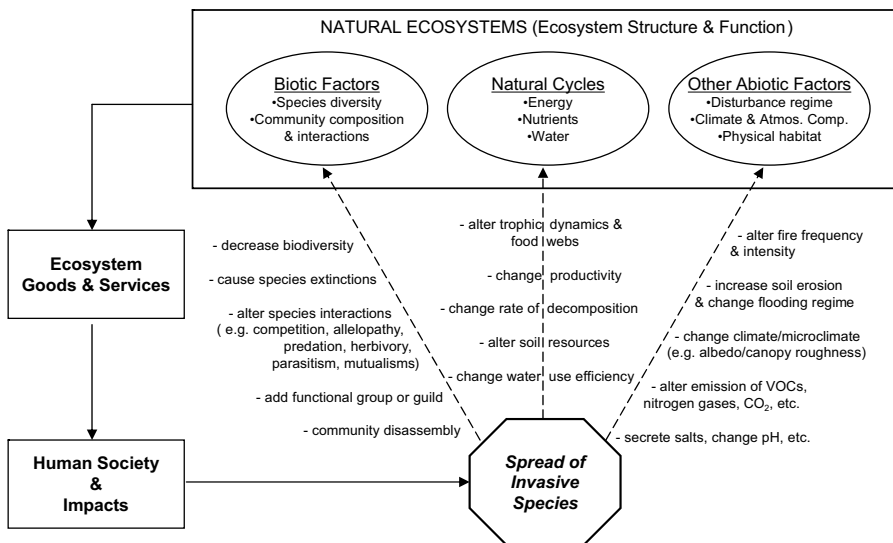 NATURAL ECOSYSTEMS (Ecosystem Structure & Function)
Biotic Factors
•Species diversity
•Community composition
& interactions
Natural Cycles
•Energy
•Nutrients
•Water
Other Abiotic Factors
•Disturbance regime
•Climate & Atmos. Comp.
•Physical habitat
Ecosystem
Goods & Services
Human Society
&
Impacts
- decrease biodiversity
- cause species extinctions
- alter species interactions
( e.g. competition, allelopathy,
predation, herbivory,
parasitism, mutualisms)
- add functional group or guild
- community disassembly
- alter trophic dynamics &
food webs
- change productivity
- change rate of decomposition
- alter soil resources
- change water use efficiency
- alter fire frequency
& intensity
- increase soil erosion
& change flooding regime
- change climate/microclimate
(e.g. albedo/canopy roughness)
- alter emission of VOCs,
nitrogen gases, CO₂, etc.
- secrete salts, change pH, etc.
Spread of
Invasive
Species